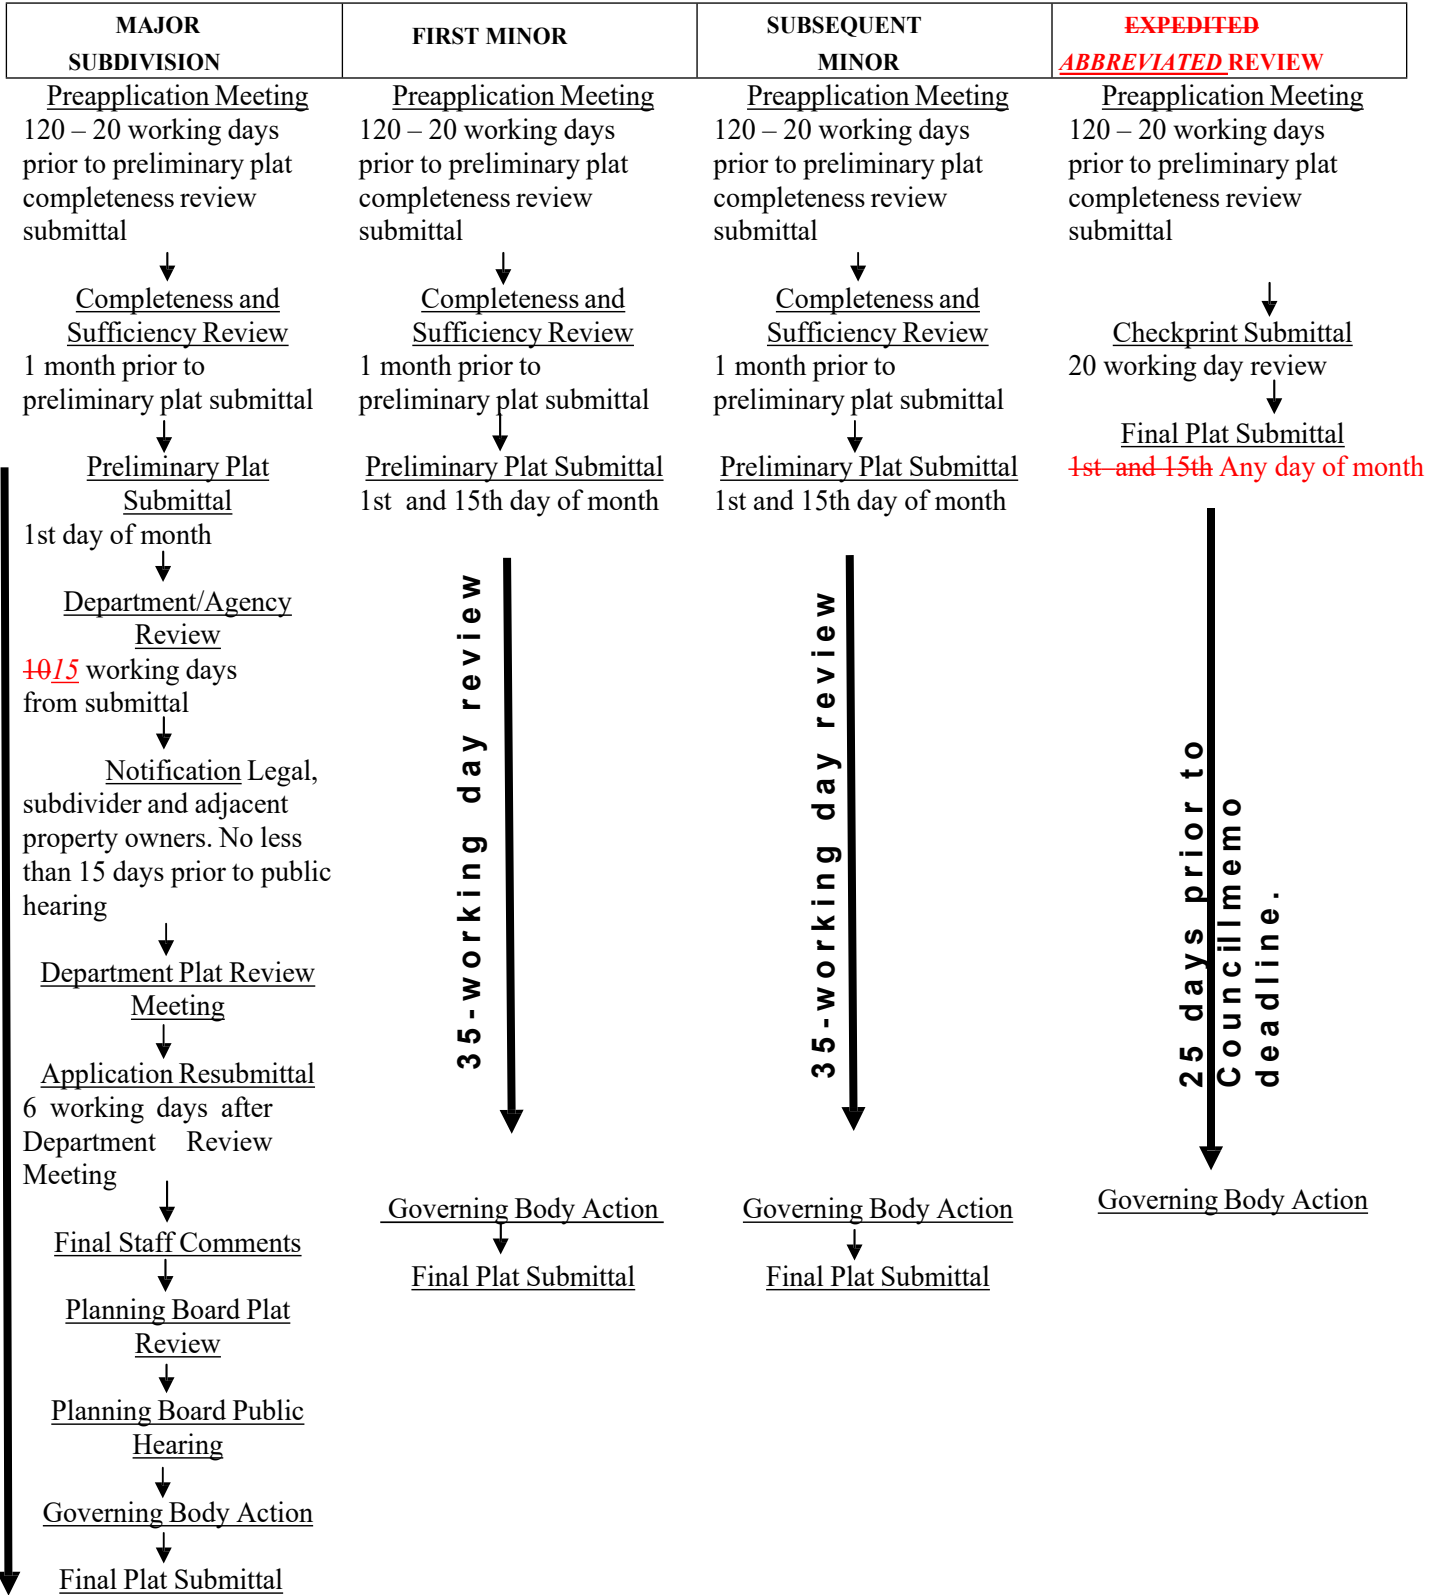 MAJOR
SUBDIVISION
FIRST MINOR
SUBSEQUENT
MINOR
EXPEDITED
ABBREVIATED REVIEW
Preapplication Meeting
120 – 20 working days
prior to preliminary plat
completeness review
submittal
Completeness and
Sufficiency Review
1 month prior to
preliminary plat submittal
Preliminary Plat
Submittal
1st day of month
Department/Agency
Review
1015 working days
from submittal
Notification Legal,
subdivider and adjacent
property owners. No less
than 15 days prior to public
hearing
Department Plat Review
Meeting
Application Resubmittal
6 working days after
Department Review
Meeting
Final Staff Comments
Planning Board Plat
Review
Planning Board Public
Hearing
Governing Body Action
Final Plat Submittal
Preapplication Meeting
120 – 20 working days
prior to preliminary plat
completeness review
submittal
Completeness and
Sufficiency Review
1 month prior to
preliminary plat submittal
Preliminary Plat Submittal
1st and 15th day of month
35-working day review
Governing Body Action
Final Plat Submittal
Preapplication Meeting
120 – 20 working days
prior to preliminary plat
completeness review
submittal
Completeness and
Sufficiency Review
1 month prior to
preliminary plat submittal
Preliminary Plat Submittal
1st and 15th day of month
35-working day review
Governing Body Action
Final Plat Submittal
Preapplication Meeting
120 – 20 working days
prior to preliminary plat
completeness review
submittal
Checkprint Submittal
20 working day review
Final Plat Submittal
1st and 15th Any day of month
25 days prior to
Councilmemo
deadline.
Governing Body Action